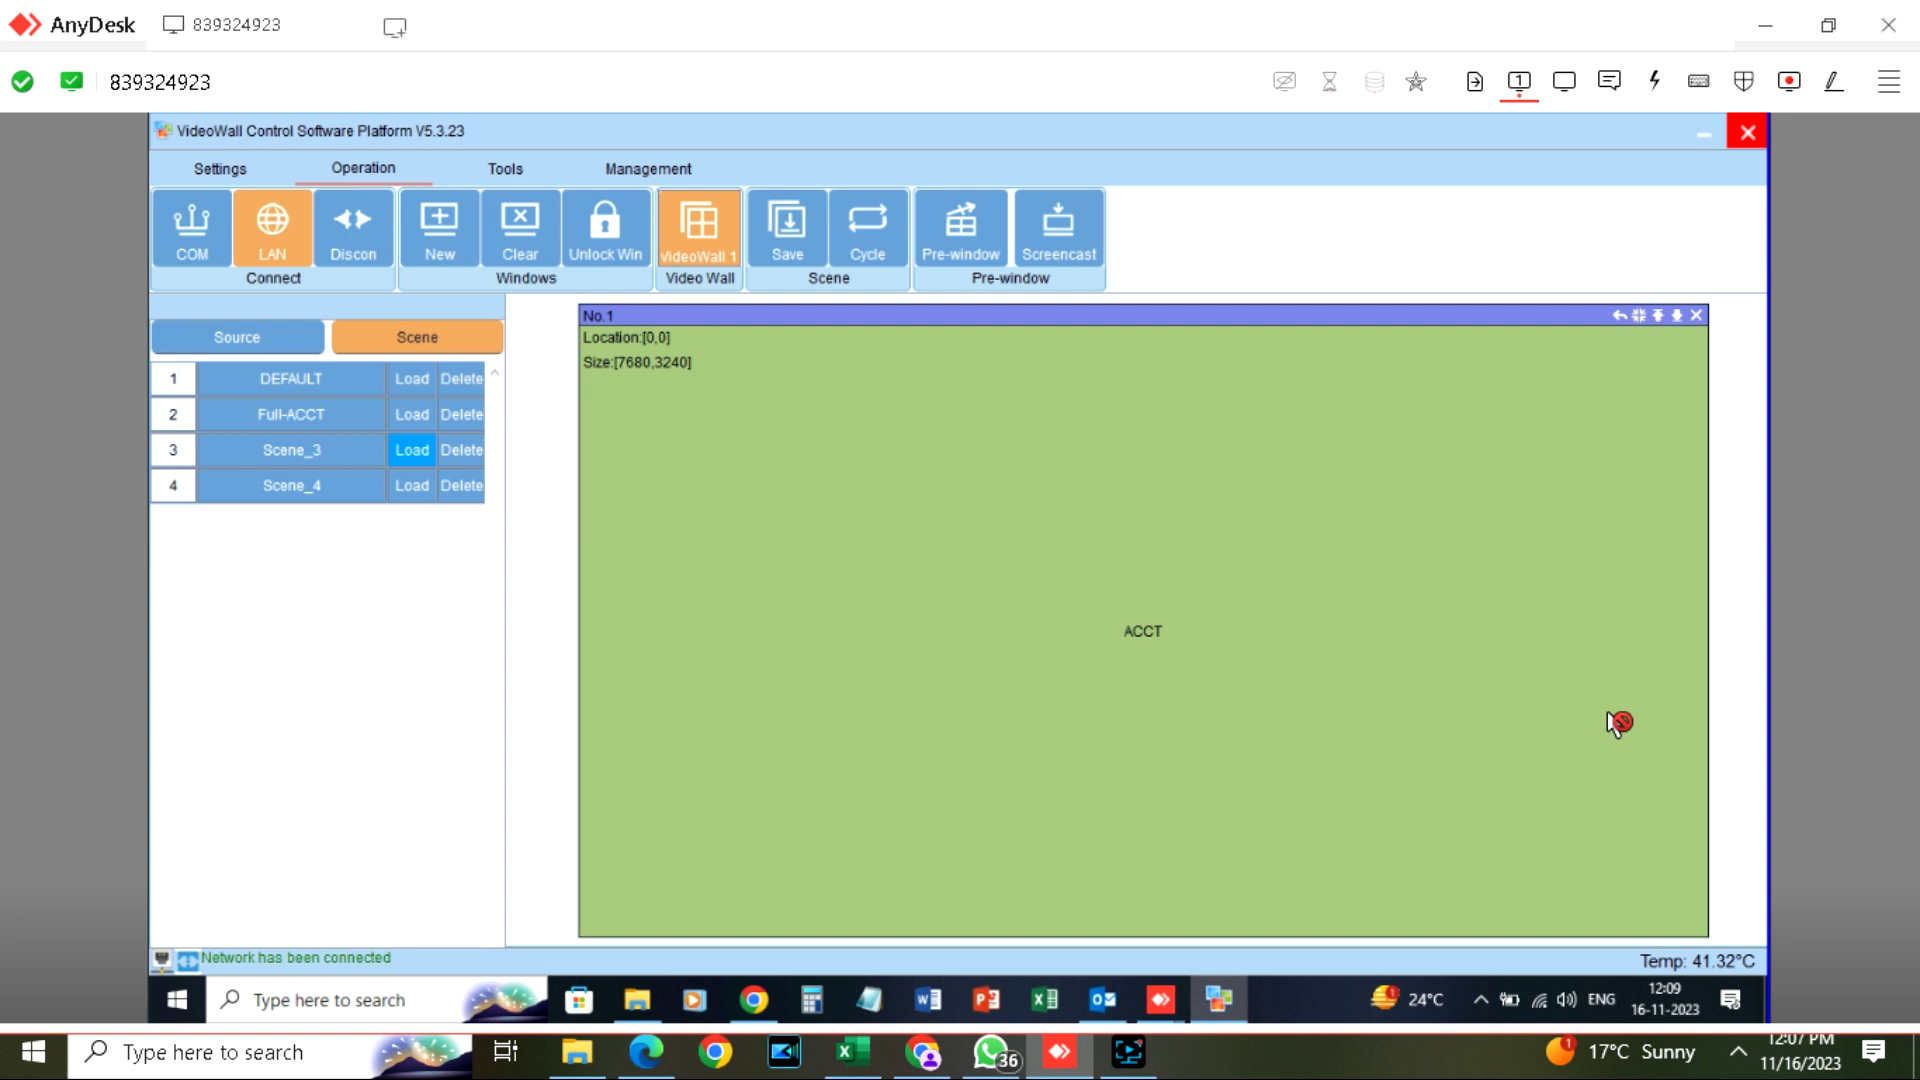 AnyDesk 839324923
839324923 1
VideoWall Control Software Platform V5.3.23
Settings Operation Tools Management
COM LAN Discon New Clear Unlock Win VideoWall 1 Save Cycle Pre-window Screencast
Connect Windows Video Wall Scene Pre-window
Source Scene
No.1
Location:[0,0]
Size:[7680,3240]
1 DEFAULT Load Delete
2 Full-ACCT Load Delete
3 Scene_3 Load Delete
4 Scene_4 Load Delete
ACCT
Network has been connected
Temp: 41.32°C
Type here to search 1 24°C ENG 12:09
16-11-2023
Type here to search 36 1 17°C Sunny 12:07 PM
11/16/2023